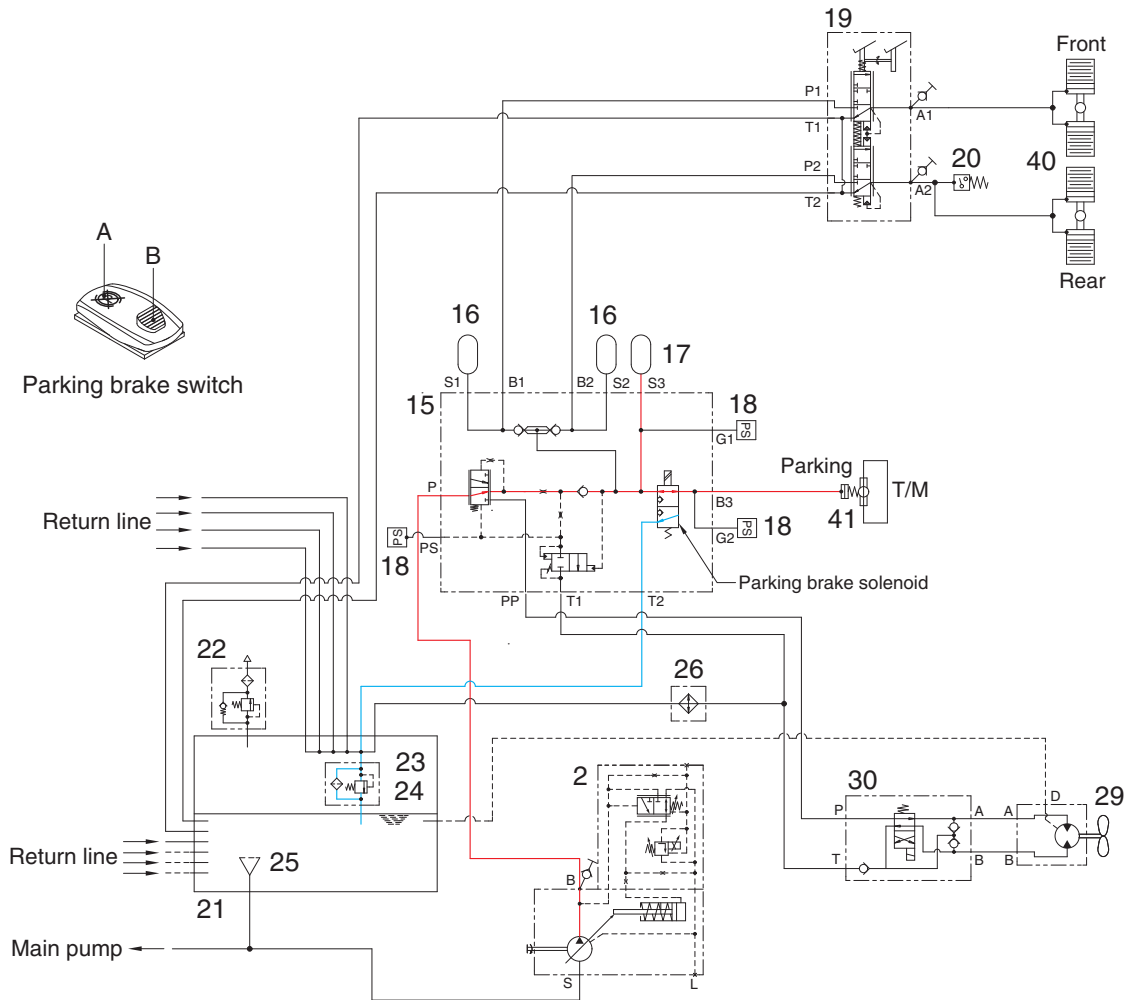 19
Front
P1
T1
A1
P2
20
40
A2
T2
Rear
A
B
Parking brake switch
16
16
17
S1
B1
B2
S2
S3
15
18
PS
G1
Parking
T/M
P
B3
41
Return line
PS
18
G2
PS
PS
18
Parking brake solenoid
PP
T1
T2
22
26
23
24
2
30
29
P
A
A
D
T
B
B
B
Return line
25
21
Main pump
S
L